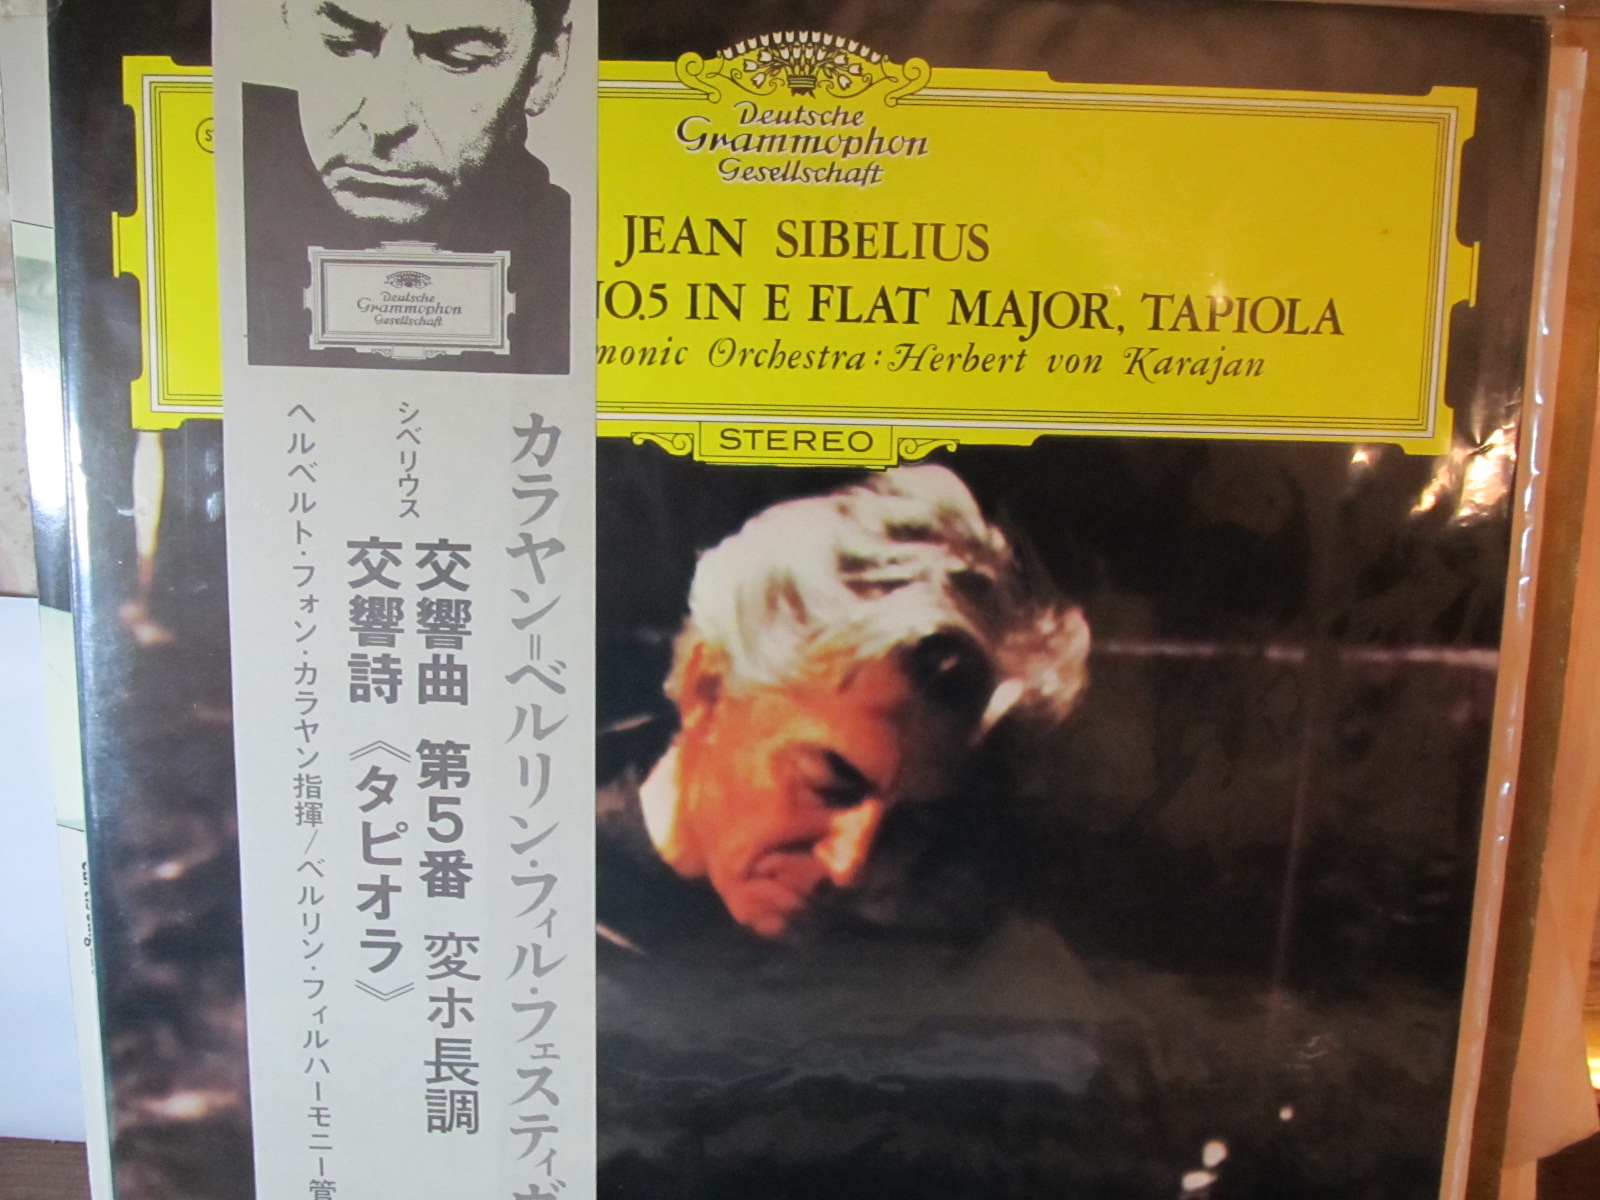 Deutsche
Grammophon
Gesellschaft
JEAN SIBELIUS
NO.5 IN E FLAT MAJOR, TAPIOLA
monic Orchestra: Herbert von Karajan
STEREO
Deutsche
Grammophon
Gesellschaft
カラヤン=ベルリン・フィル・フェスティヴ
シベリウス
交響曲 第5番 変ホ長調
交響詩 《タピオラ》
ヘルベルト・フォン・カラヤン指揮/ベルリン・フィルハーモニー管